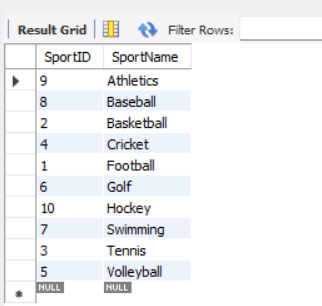 Result Grid Filter Rows:
SportID SportName
9 Athletics
8 Baseball
2 Basketball
4 Cricket
1 Football
6 Golf
10 Hockey
7 Swimming
3 Tennis
5 Volleyball
NULL NULL